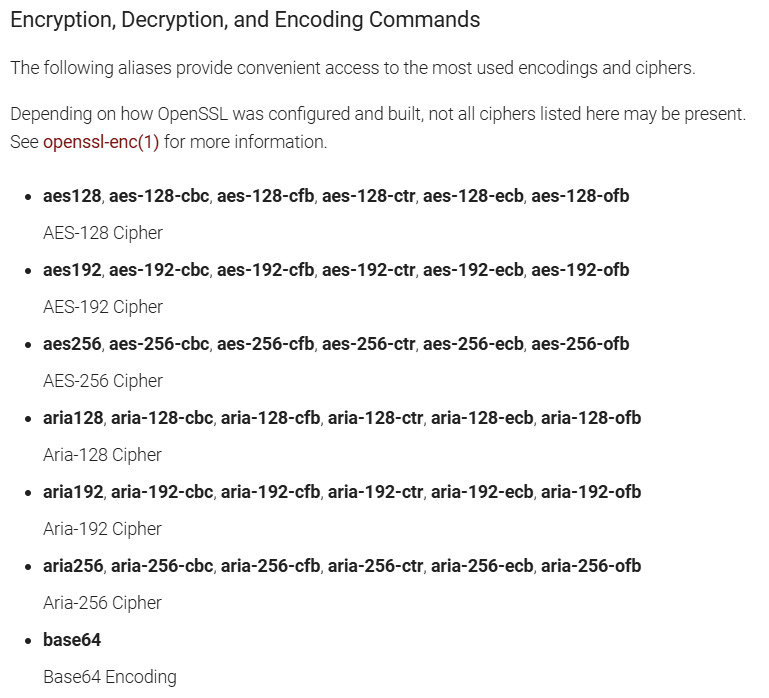 Encryption, Decryption, and Encoding Commands
The following aliases provide convenient access to the most used encodings and ciphers.
Depending on how OpenSSL was configured and built, not all ciphers listed here may be present.
See openssl-enc(1) for more information.
• aes128, aes-128-cbc, aes-128-cfb, aes-128-ctr, aes-128-ecb, aes-128-ofb
AES-128 Cipher
• aes192, aes-192-cbc, aes-192-cfb, aes-192-ctr, aes-192-ecb, aes-192-ofb
AES-192 Cipher
• aes256, aes-256-cbc, aes-256-cfb, aes-256-ctr, aes-256-ecb, aes-256-ofb
AES-256 Cipher
• aria128, aria-128-cbc, aria-128-cfb, aria-128-ctr, aria-128-ecb, aria-128-ofb
Aria-128 Cipher
• aria192, aria-192-cbc, aria-192-cfb, aria-192-ctr, aria-192-ecb, aria-192-ofb
Aria-192 Cipher
• aria256, aria-256-cbc, aria-256-cfb, aria-256-ctr, aria-256-ecb, aria-256-ofb
Aria-256 Cipher
• base64
Base64 Encoding